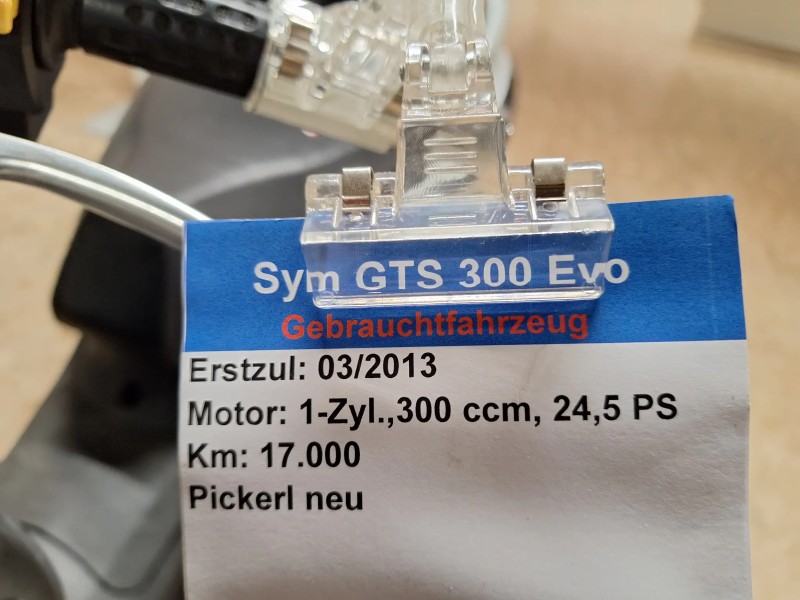 Sym GTS 300 Evo
Gebrauchtfahrzeug
Erstzul: 03/2013
Motor: 1-Zyl.,300 ccm, 24,5 PS
Km: 17.000
Pickerl neu